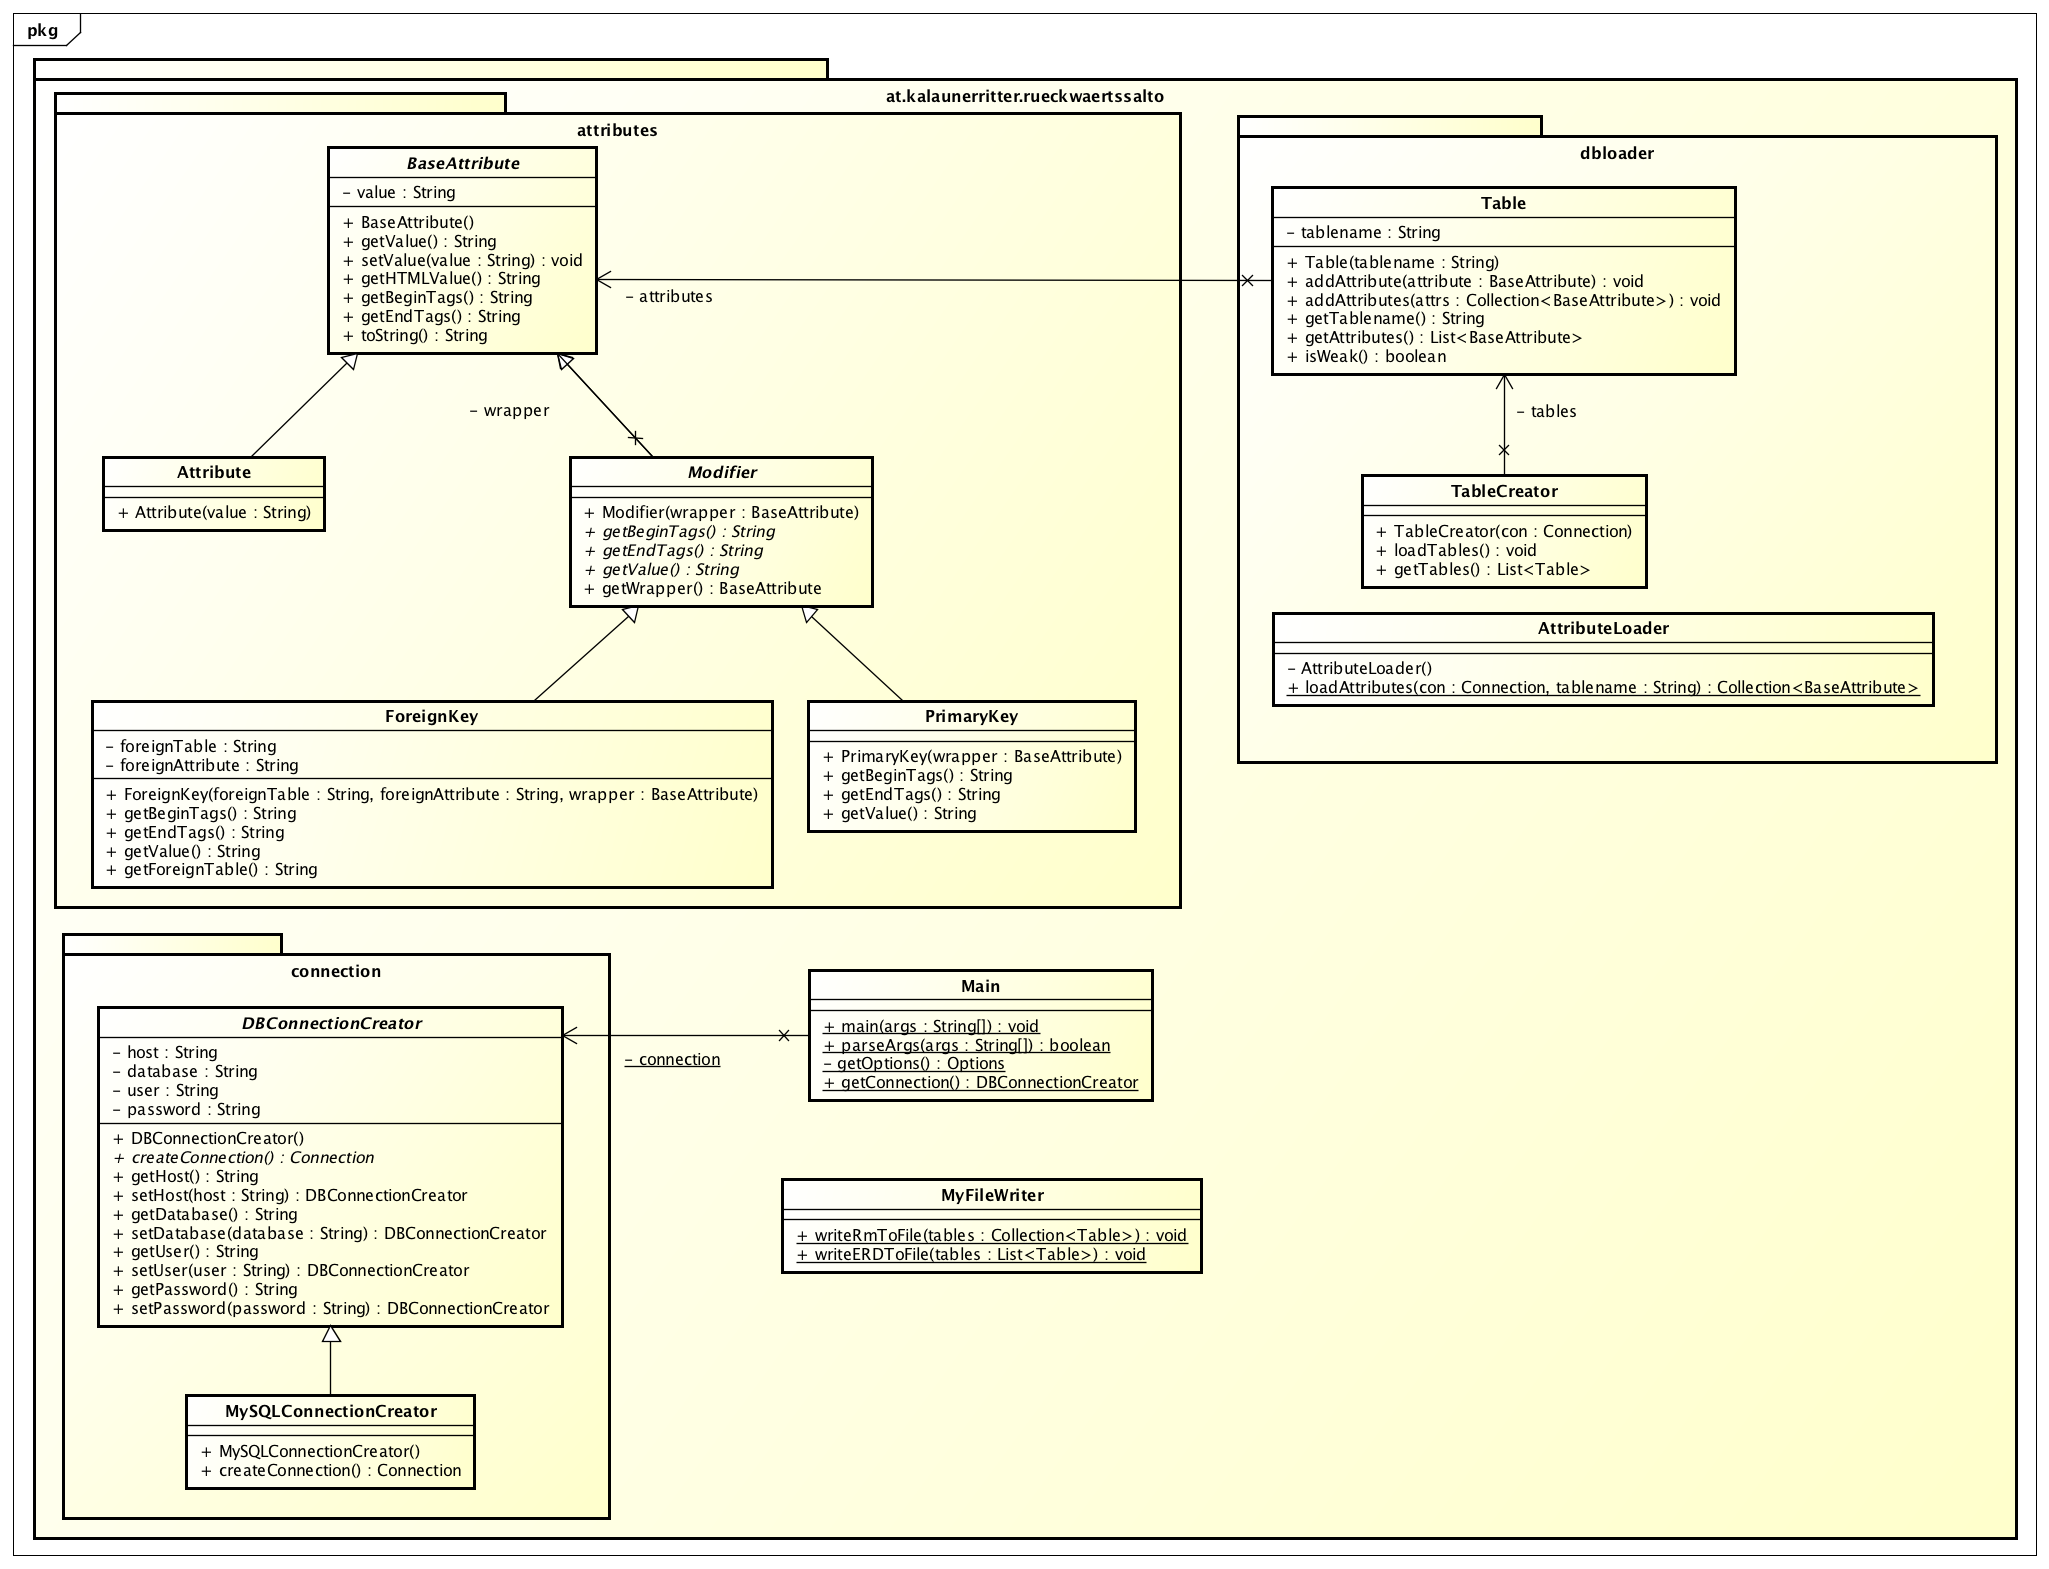 pkg
at.kalaunerritter.rueckwaertssalto
attributes
BaseAttribute
– value : String
+ BaseAttribute()
+ getValue() : String
+ setValue(value : String) : void
+ getHTMLValue() : String
+ getBeginTags() : String
+ getEndTags() : String
+ toString() : String
– attributes
– wrapper
Attribute
+ Attribute(value : String)
Modifier
+ Modifier(wrapper : BaseAttribute)
+ getBeginTags() : String
+ getEndTags() : String
+ getValue() : String
+ getWrapper() : BaseAttribute
ForeignKey
– foreignTable : String
– foreignAttribute : String
+ ForeignKey(foreignTable : String, foreignAttribute : String, wrapper : BaseAttribute)
+ getBeginTags() : String
+ getEndTags() : String
+ getValue() : String
+ getForeignTable() : String
PrimaryKey
+ PrimaryKey(wrapper : BaseAttribute)
+ getBeginTags() : String
+ getEndTags() : String
+ getValue() : String
dbloader
Table
– tablename : String
+ Table(tablename : String)
+ addAttribute(attribute : BaseAttribute) : void
+ addAttributes(attrs : Collection<BaseAttribute>) : void
+ getTablename() : String
+ getAttributes() : List<BaseAttribute>
+ isWeak() : boolean
– tables
TableCreator
+ TableCreator(con : Connection)
+ loadTables() : void
+ getTables() : List<Table>
AttributeLoader
– AttributeLoader()
+ loadAttributes(con : Connection, tablename : String) : Collection<BaseAttribute>
connection
DBConnectionCreator
– host : String
– database : String
– user : String
– password : String
+ DBConnectionCreator()
+ createConnection() : Connection
+ getHost() : String
+ setHost(host : String) : DBConnectionCreator
+ getDatabase() : String
+ setDatabase(database : String) : DBConnectionCreator
+ getUser() : String
+ setUser(user : String) : DBConnectionCreator
+ getPassword() : String
+ setPassword(password : String) : DBConnectionCreator
– connection
MySQLConnectionCreator
+ MySQLConnectionCreator()
+ createConnection() : Connection
Main
+ main(args : String[]) : void
+ parseArgs(args : String[]) : boolean
– getOptions() : Options
+ getConnection() : DBConnectionCreator
MyFileWriter
+ writeRmToFile(tables : Collection<Table>) : void
+ writeERDToFile(tables : List<Table>) : void